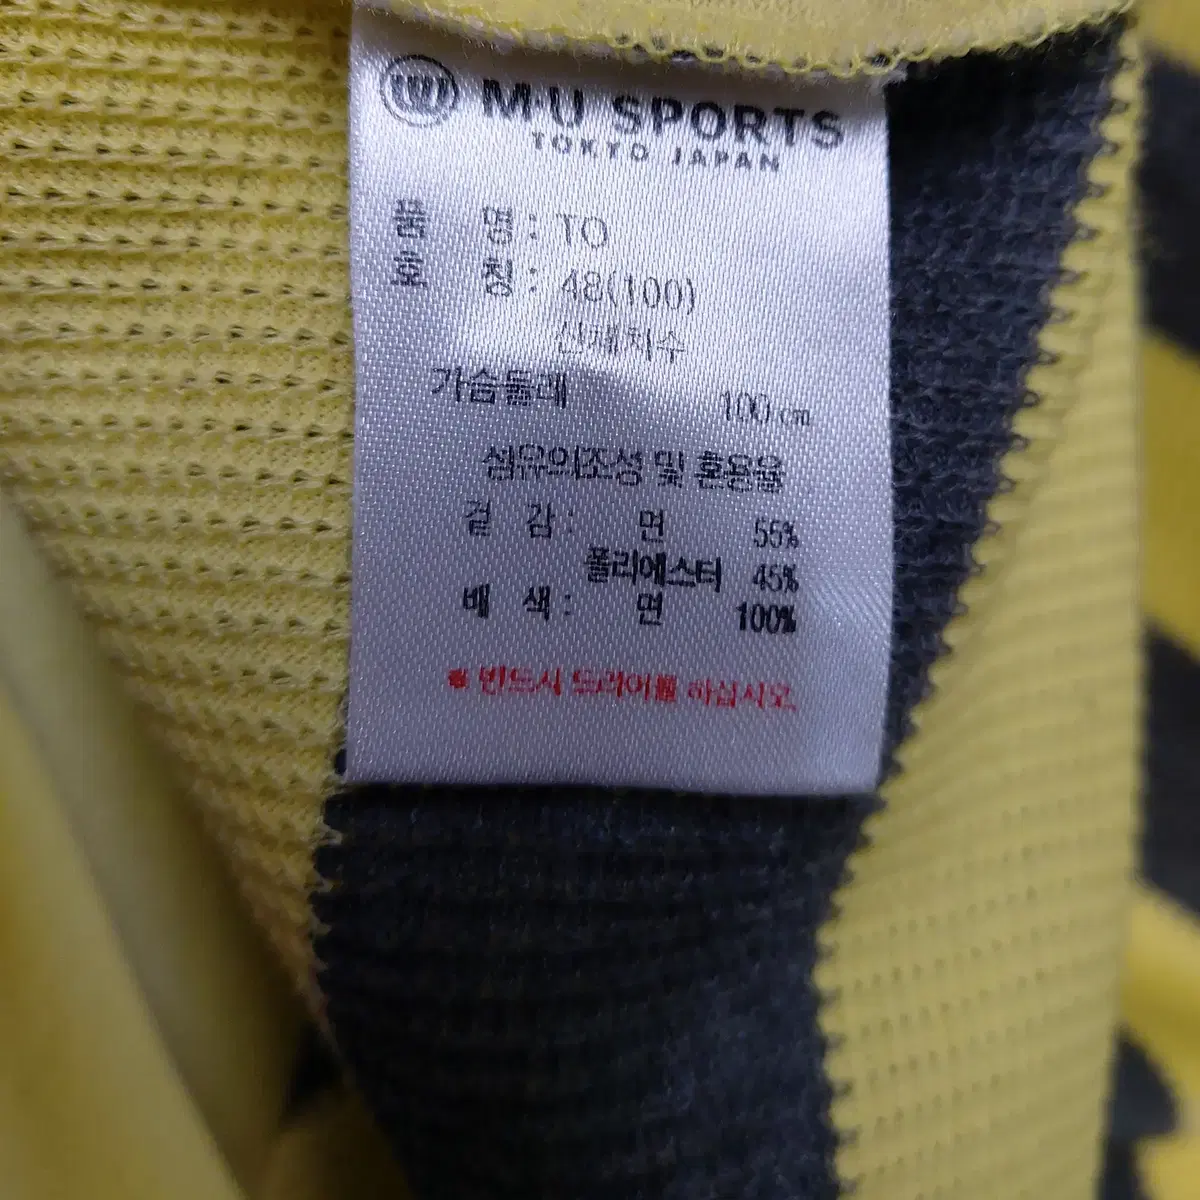 M·U SPORTS
TOKYO JAPAN
품 명 : TO
호 칭 : 48(100)
신체치수
가슴둘레 100 cm
섬유의조성 및 혼용율
겉 감 : 면 55%
폴리에스터 45%
배 색 : 면 100%
* 반드시 드라이를 하십시오.